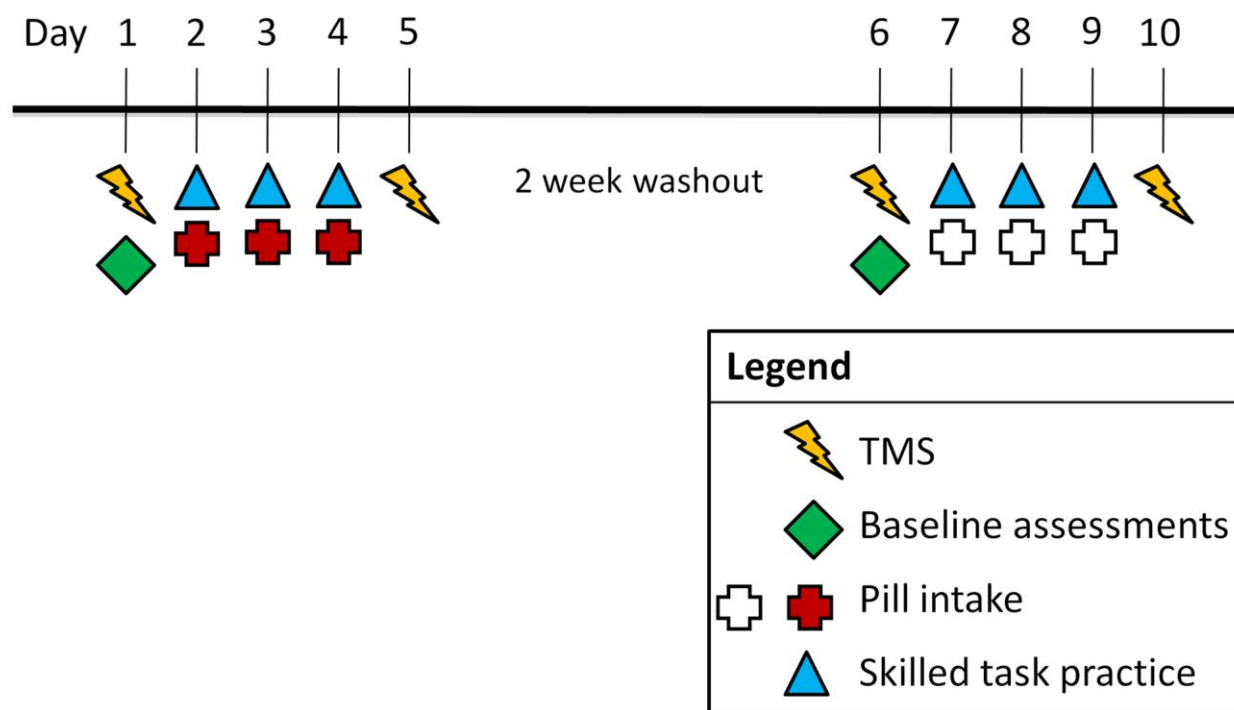 Day 1 2 3 4 5 6 7 8 9 10
2 week washout
Legend
TMS
Baseline assessments
Pill intake
Skilled task practice